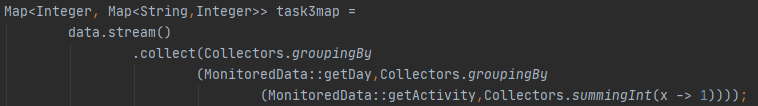 Map<Integer, Map<String,Integer>> task3map =
data.stream()
.collect(Collectors.groupingBy
(MonitoredData::getDay,Collectors.groupingBy
(MonitoredData::getActivity,Collectors.summingInt(x -> 1))));